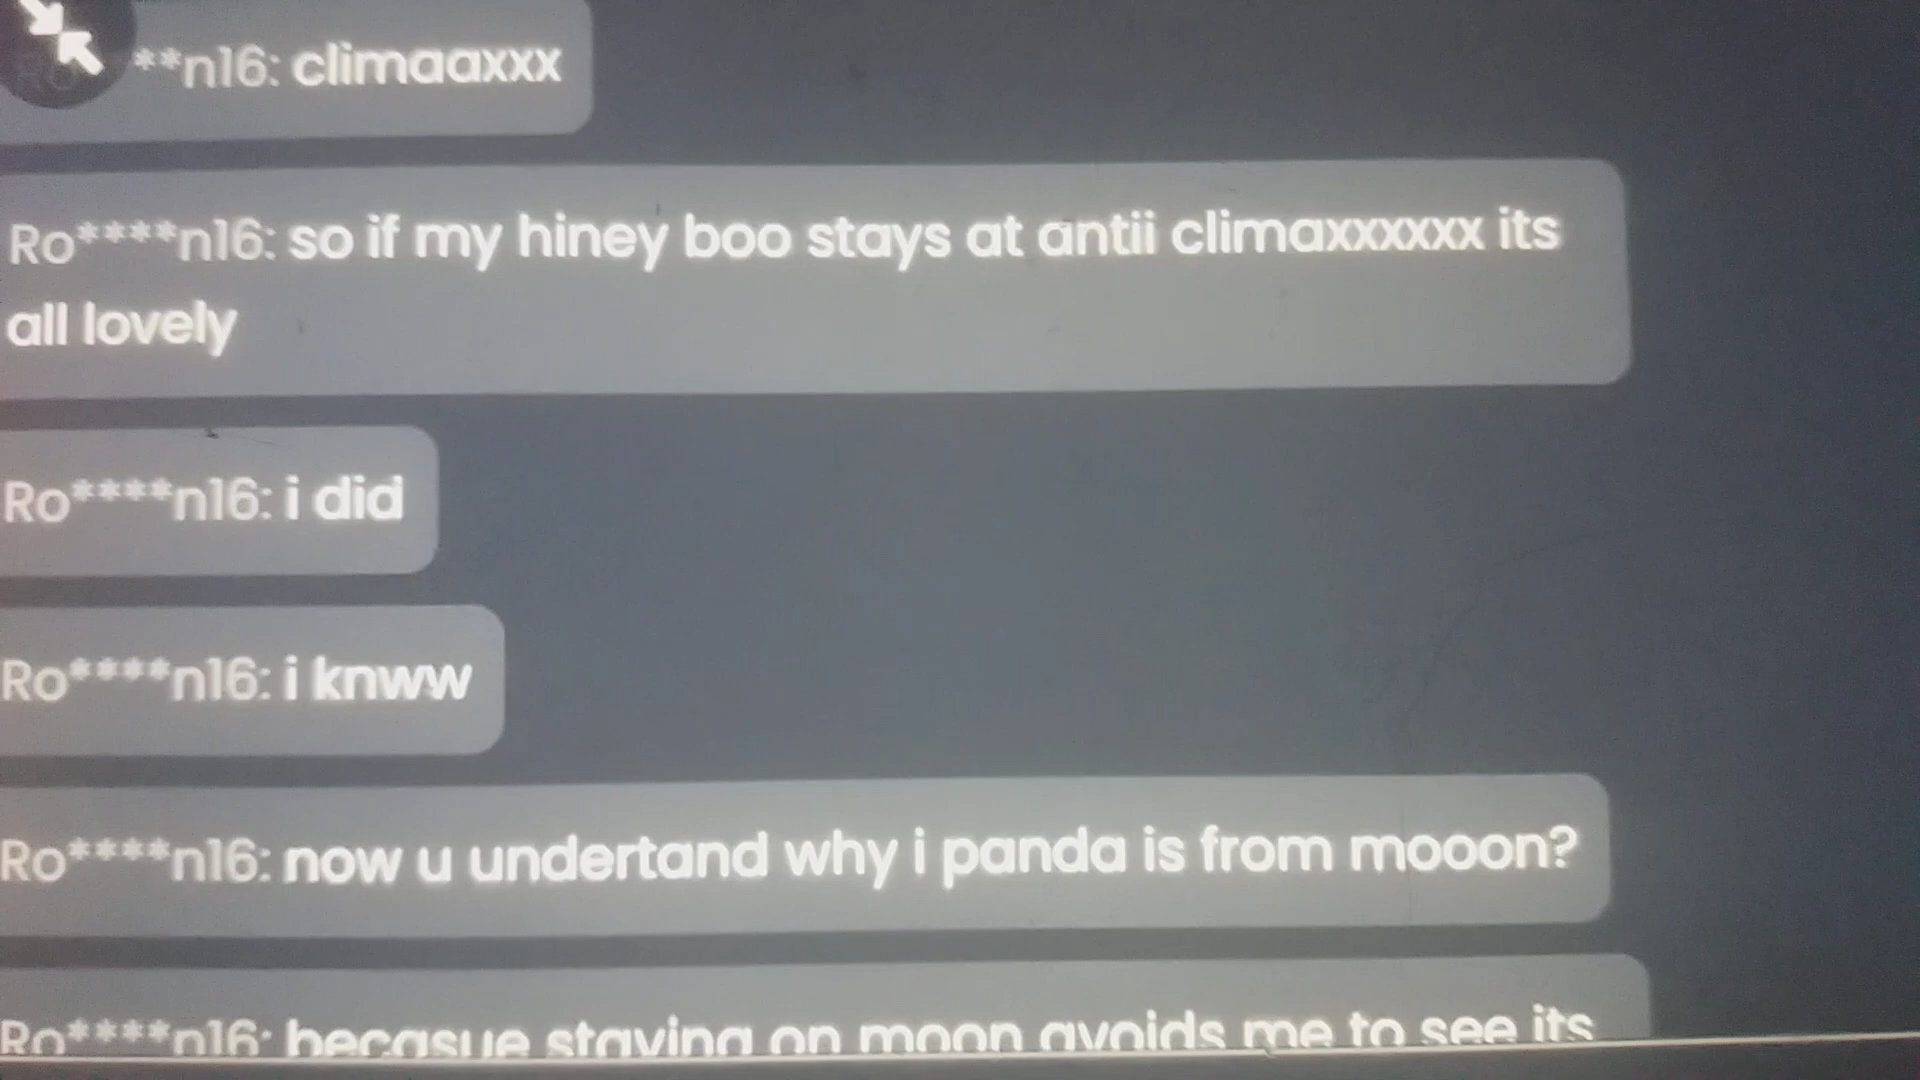 **n16: climaaxxx
Ro****n16: so if my hiney boo stays at antii climaxxxxxx its
all lovely
Ro****n16: i did
Ro****n16: i knww
Ro****n16: now u undertand why i panda is from mooon?
Ro****n16: becasue staying on moon avoids me to see its